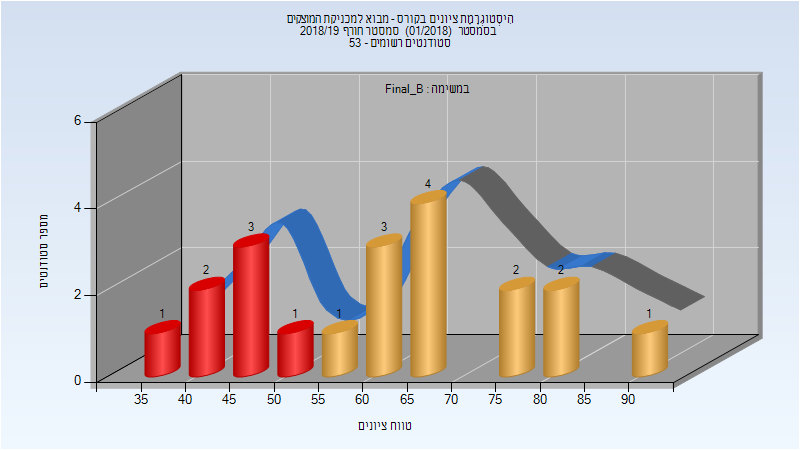 היסטוגרמת ציונים בקורס - מבוא למכניקת המוצקים
בסמסטר (01/2018) סמסטר חורף 2018/19
סטודנטים רשומים - 53
במשימה : Final_B
6
4
2
0
מספר סטודנטים
1
2
3
1
1
3
4
2
2
1
35 40 45 50 55 60 65 70 75 80 85 90
טווח ציונים